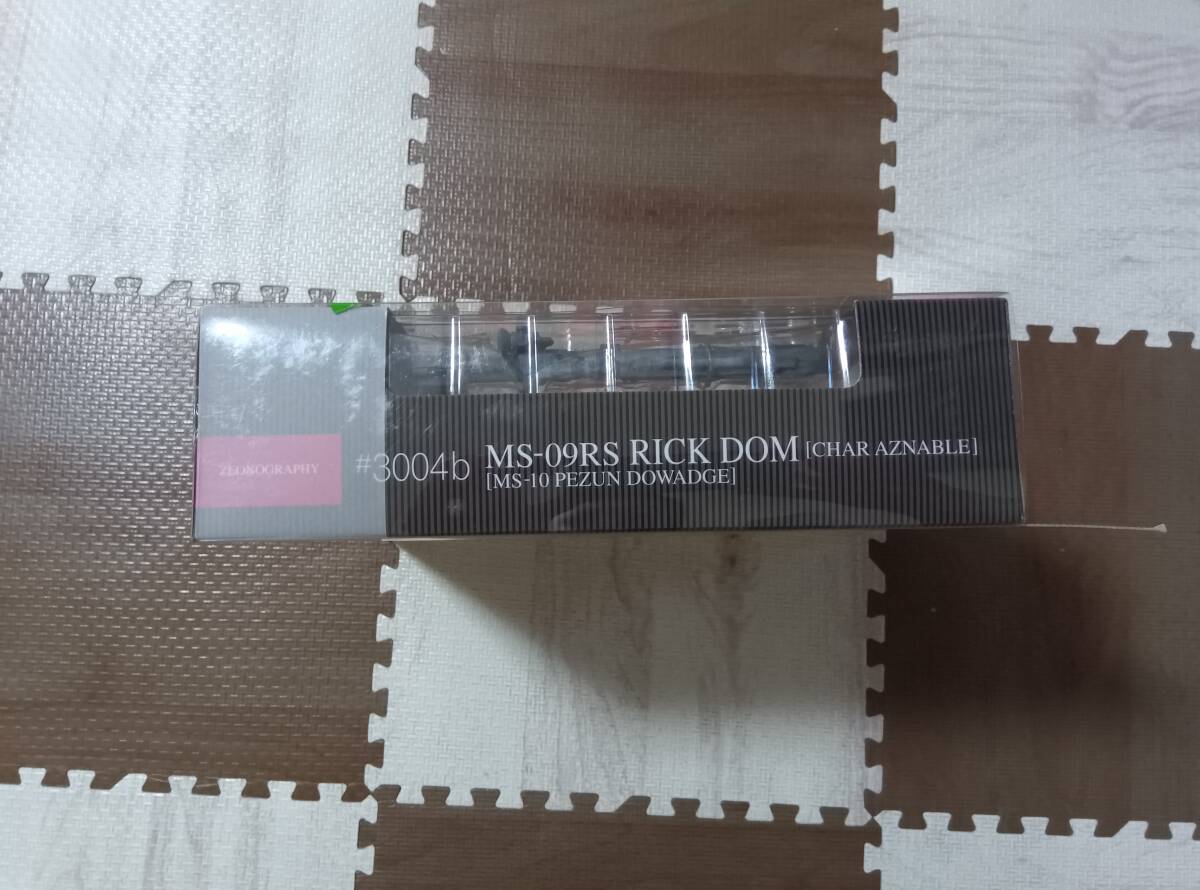 ZEONOGRAPHY
#3004b
MS-09RS RICK DOM [CHAR AZNABLE]
[MS-10 PEZUN DOWADGE]